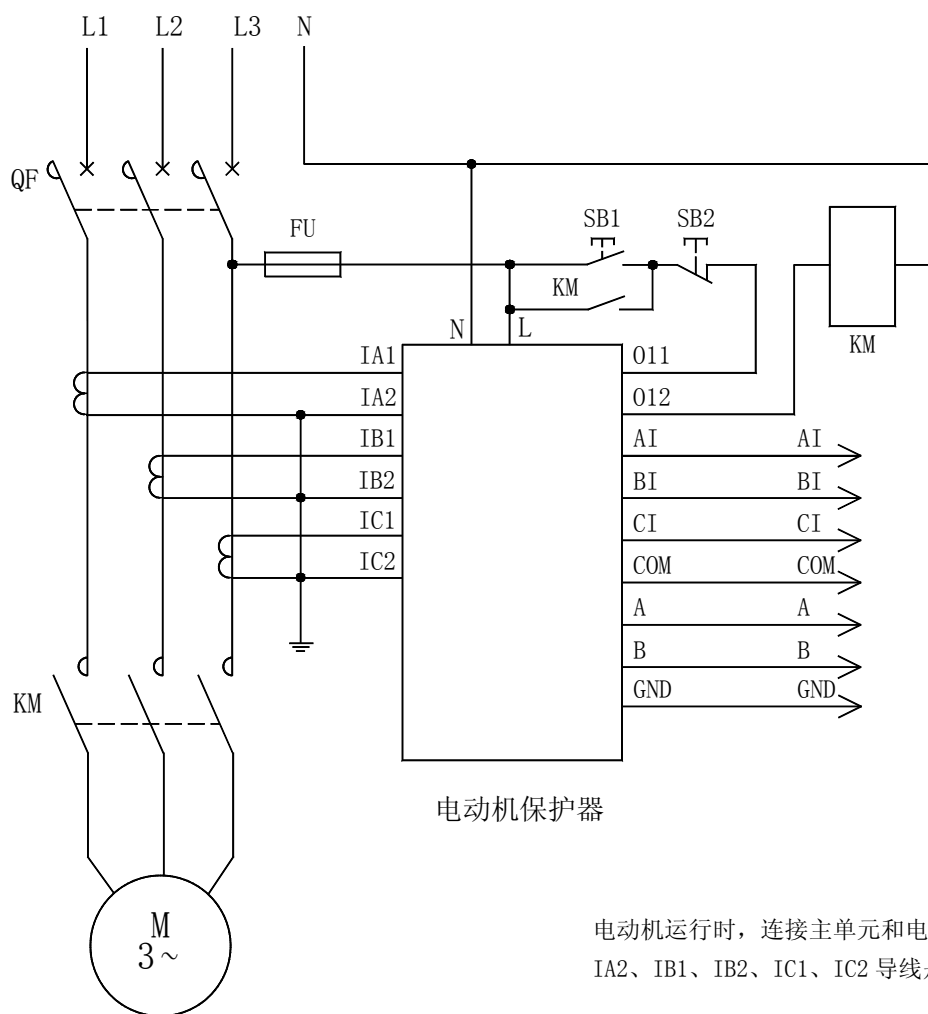 L1 L2 L3 N
QF
FU
SB1 SB2
KM
N L
KM
IA1 O11
IA2 O12
IB1 AI AI
IB2 BI BI
IC1 CI CI
IC2 COM COM
A A
B B
KM GND GND
电动机保护器
M
3~
电动机运行时，连接主单元和电
IA2、IB1、IB2、IC1、IC2 导线